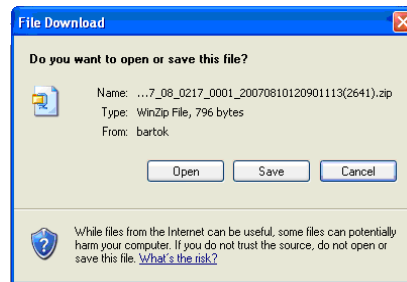 File Download
Do you want to open or save this file?
Name: ...7_08_0217_0001_20070810120901113(2641).zip
Type: WinZip File, 796 bytes
From: bartok
Open Save Cancel
While files from the Internet can be useful, some files can potentially
harm your computer. If you do not trust the source, do not open or
save this file. What's the risk?